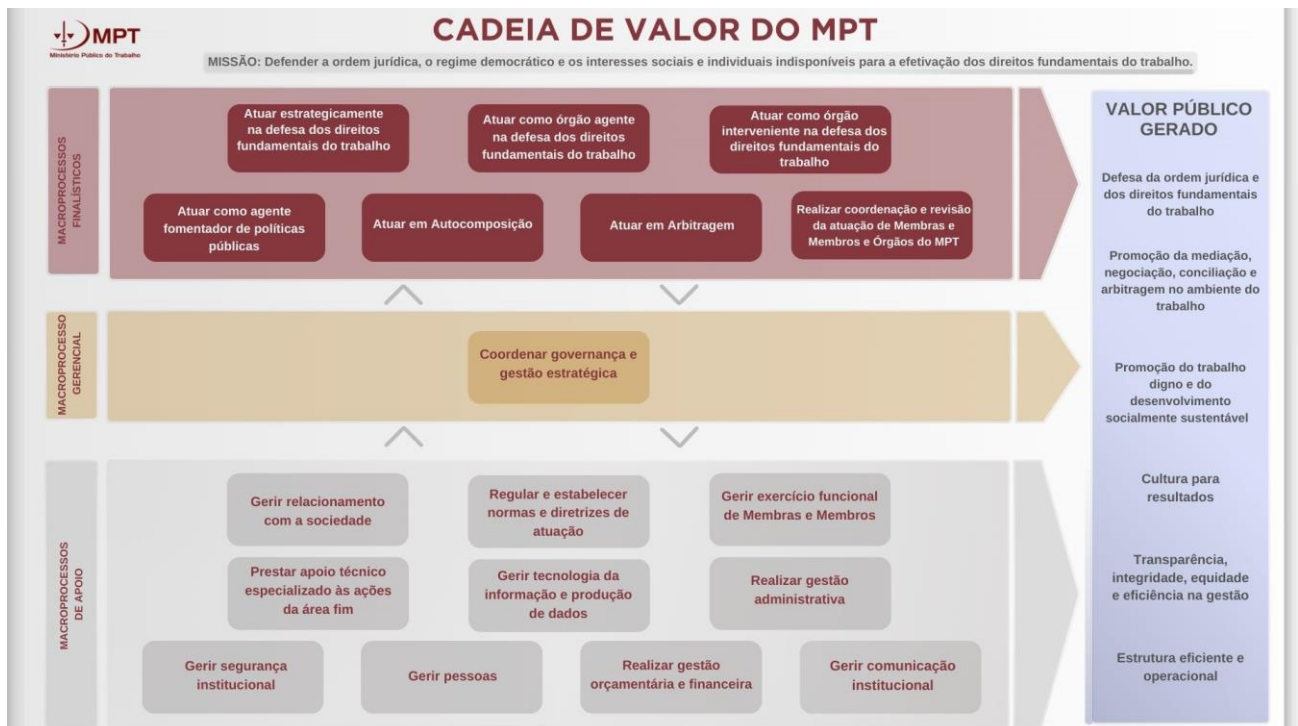 MPT
Ministério Público do Trabalho
CADEIA DE VALOR DO MPT
MISSÃO: Defender a ordem jurídica, o regime democrático e os interesses sociais e individuais indisponíveis para a efetivação dos direitos fundamentais do trabalho.
MACROPROCESSOS
FINALÍSTICOS
Atuar estrategicamente
na defesa dos direitos
fundamentais do trabalho
Atuar como órgão agente
na defesa dos direitos
fundamentais do trabalho
Atuar como órgão
interveniente na defesa dos
direitos fundamentais do
trabalho
Atuar como agente
fomentador de políticas
públicas
Atuar em Autocomposição
Atuar em Arbitragem
Realizar coordenação e revisão
da atuação de Membras e
Membros e Órgãos do MPT
MACROPROCESSO
GERENCIAL
Coordenar governança e
gestão estratégica
MACROPROCESSOS
DE APOIO
Gerir relacionamento
com a sociedade
Regular e estabelecer
normas e diretrizes de
atuação
Gerir exercício funcional
de Membras e Membros
Prestar apoio técnico
especializado às ações
da área fim
Gerir tecnologia da
informação e produção
de dados
Realizar gestão
administrativa
Gerir segurança
institucional
Gerir pessoas
Realizar gestão
orçamentária e financeira
Gerir comunicação
institucional
VALOR PÚBLICO
GERADO
Defesa da ordem jurídica e
dos direitos fundamentais
do trabalho
Promoção da mediação,
negociação, conciliação e
arbitragem no ambiente do
trabalho
Promoção do trabalho
digno e do
desenvolvimento
socialmente sustentável
Cultura para
resultados
Transparência,
integridade, equidade
e eficiência na gestão
Estrutura eficiente e
operacional